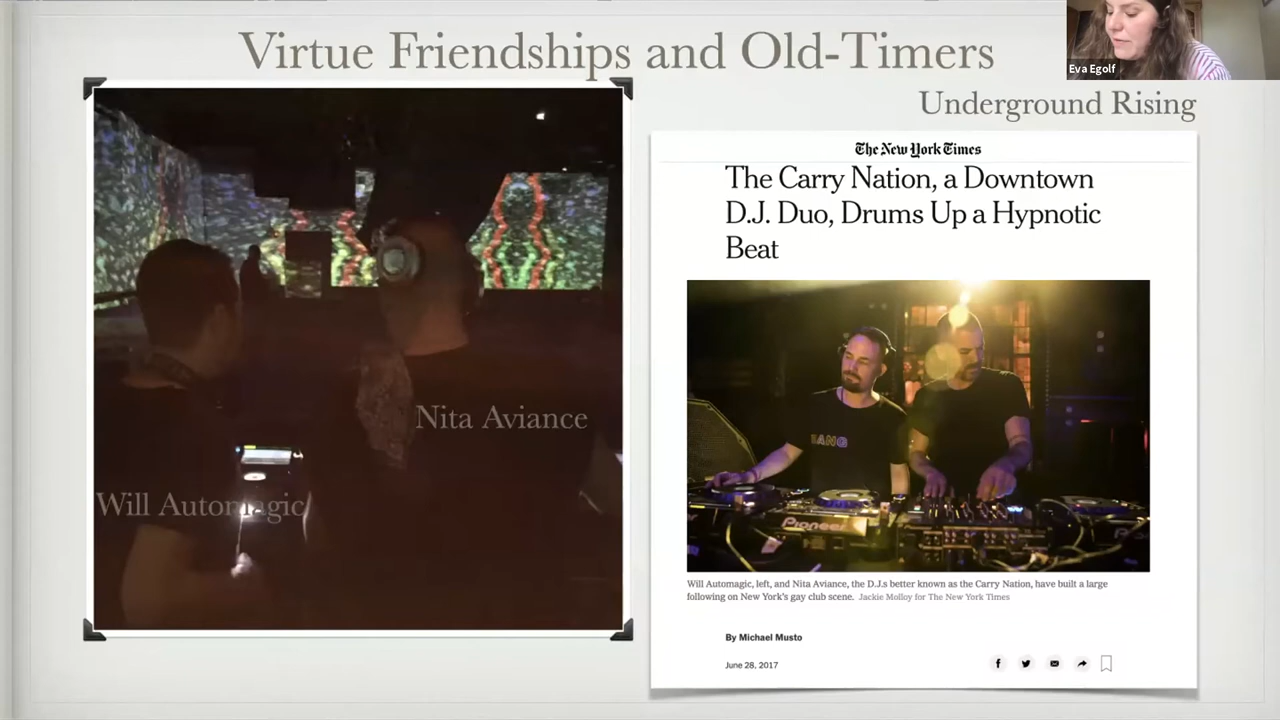 Virtue Friendships and Old-Timers
Eva Egolf
Underground Rising
Nita Aviance
Will Automagic
The New York Times
The Carry Nation, a Downtown
D.J. Duo, Drums Up a Hypnotic
Beat
BANG
Pioneer
Will Automagic, left, and Nita Aviance, the D.J.s better known as the Carry Nation, have built a large
following on New York's gay club scene. Jackie Molloy for The New York Times
By Michael Musto
June 28, 2017